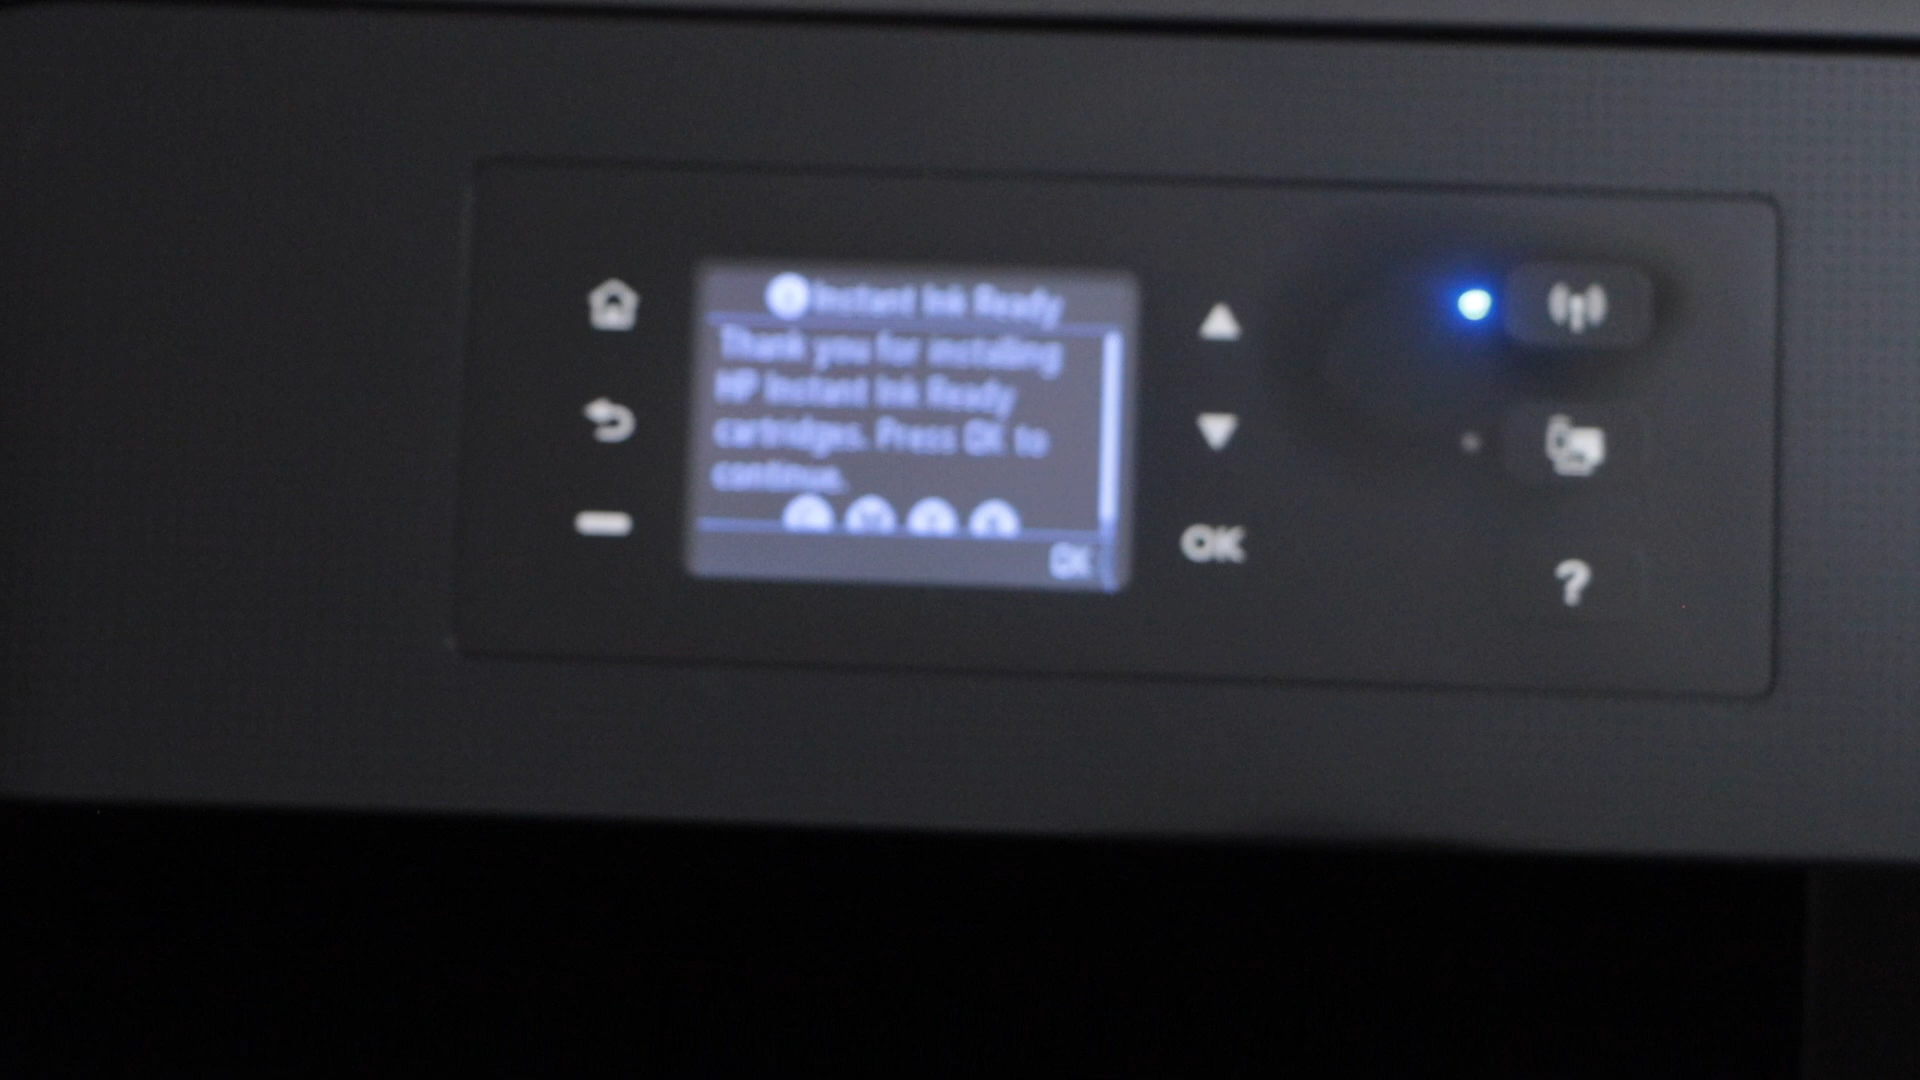 Instant Ink Ready
Thank you for installing
HP Instant Ink Ready
cartridges. Press OK to
continue.
OK
OK
?